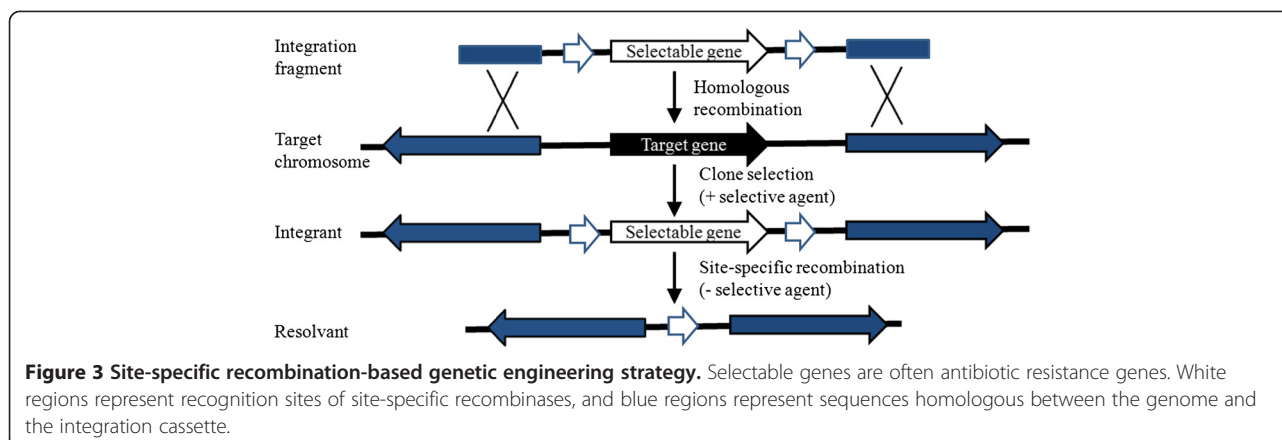 Integration
fragment
Selectable gene
Homologous
recombination
Target
chromosome
Target gene
Clone selection
(+ selective agent)
Integrant
Selectable gene
Site-specific recombination
(- selective agent)
Resolvant
Figure 3 Site-specific recombination-based genetic engineering strategy. Selectable genes are often antibiotic resistance genes. White
regions represent recognition sites of site-specific recombinases, and blue regions represent sequences homologous between the genome and
the integration cassette.